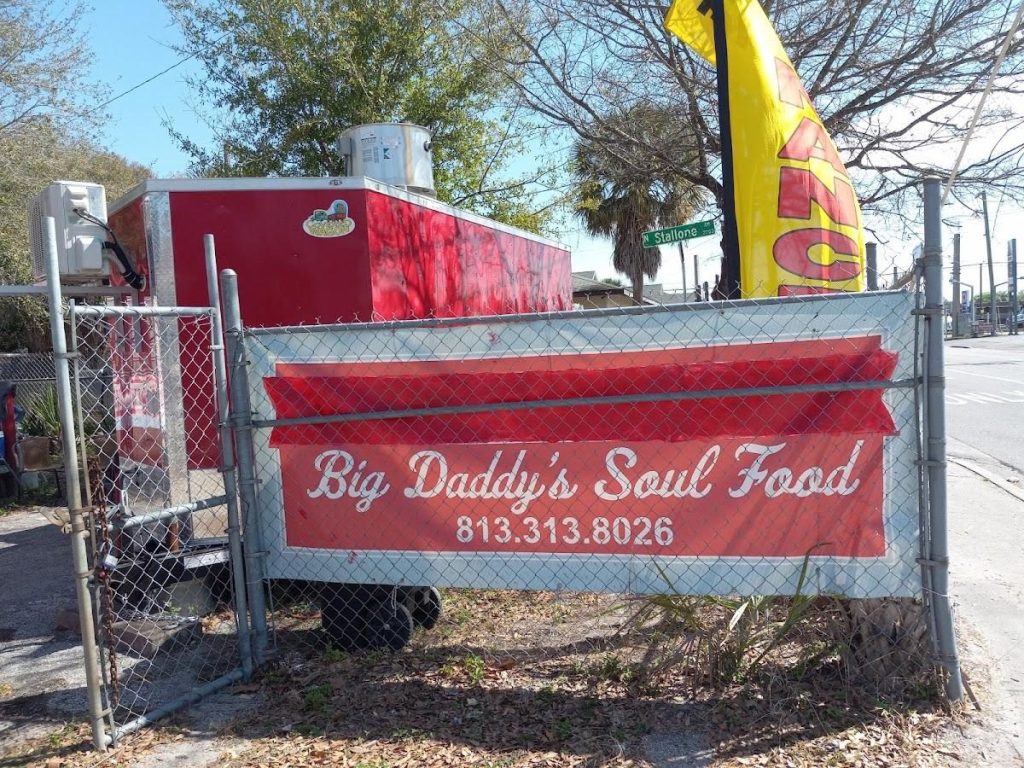 N Stallone
Big Daddy's Soul Food
813.313.8026